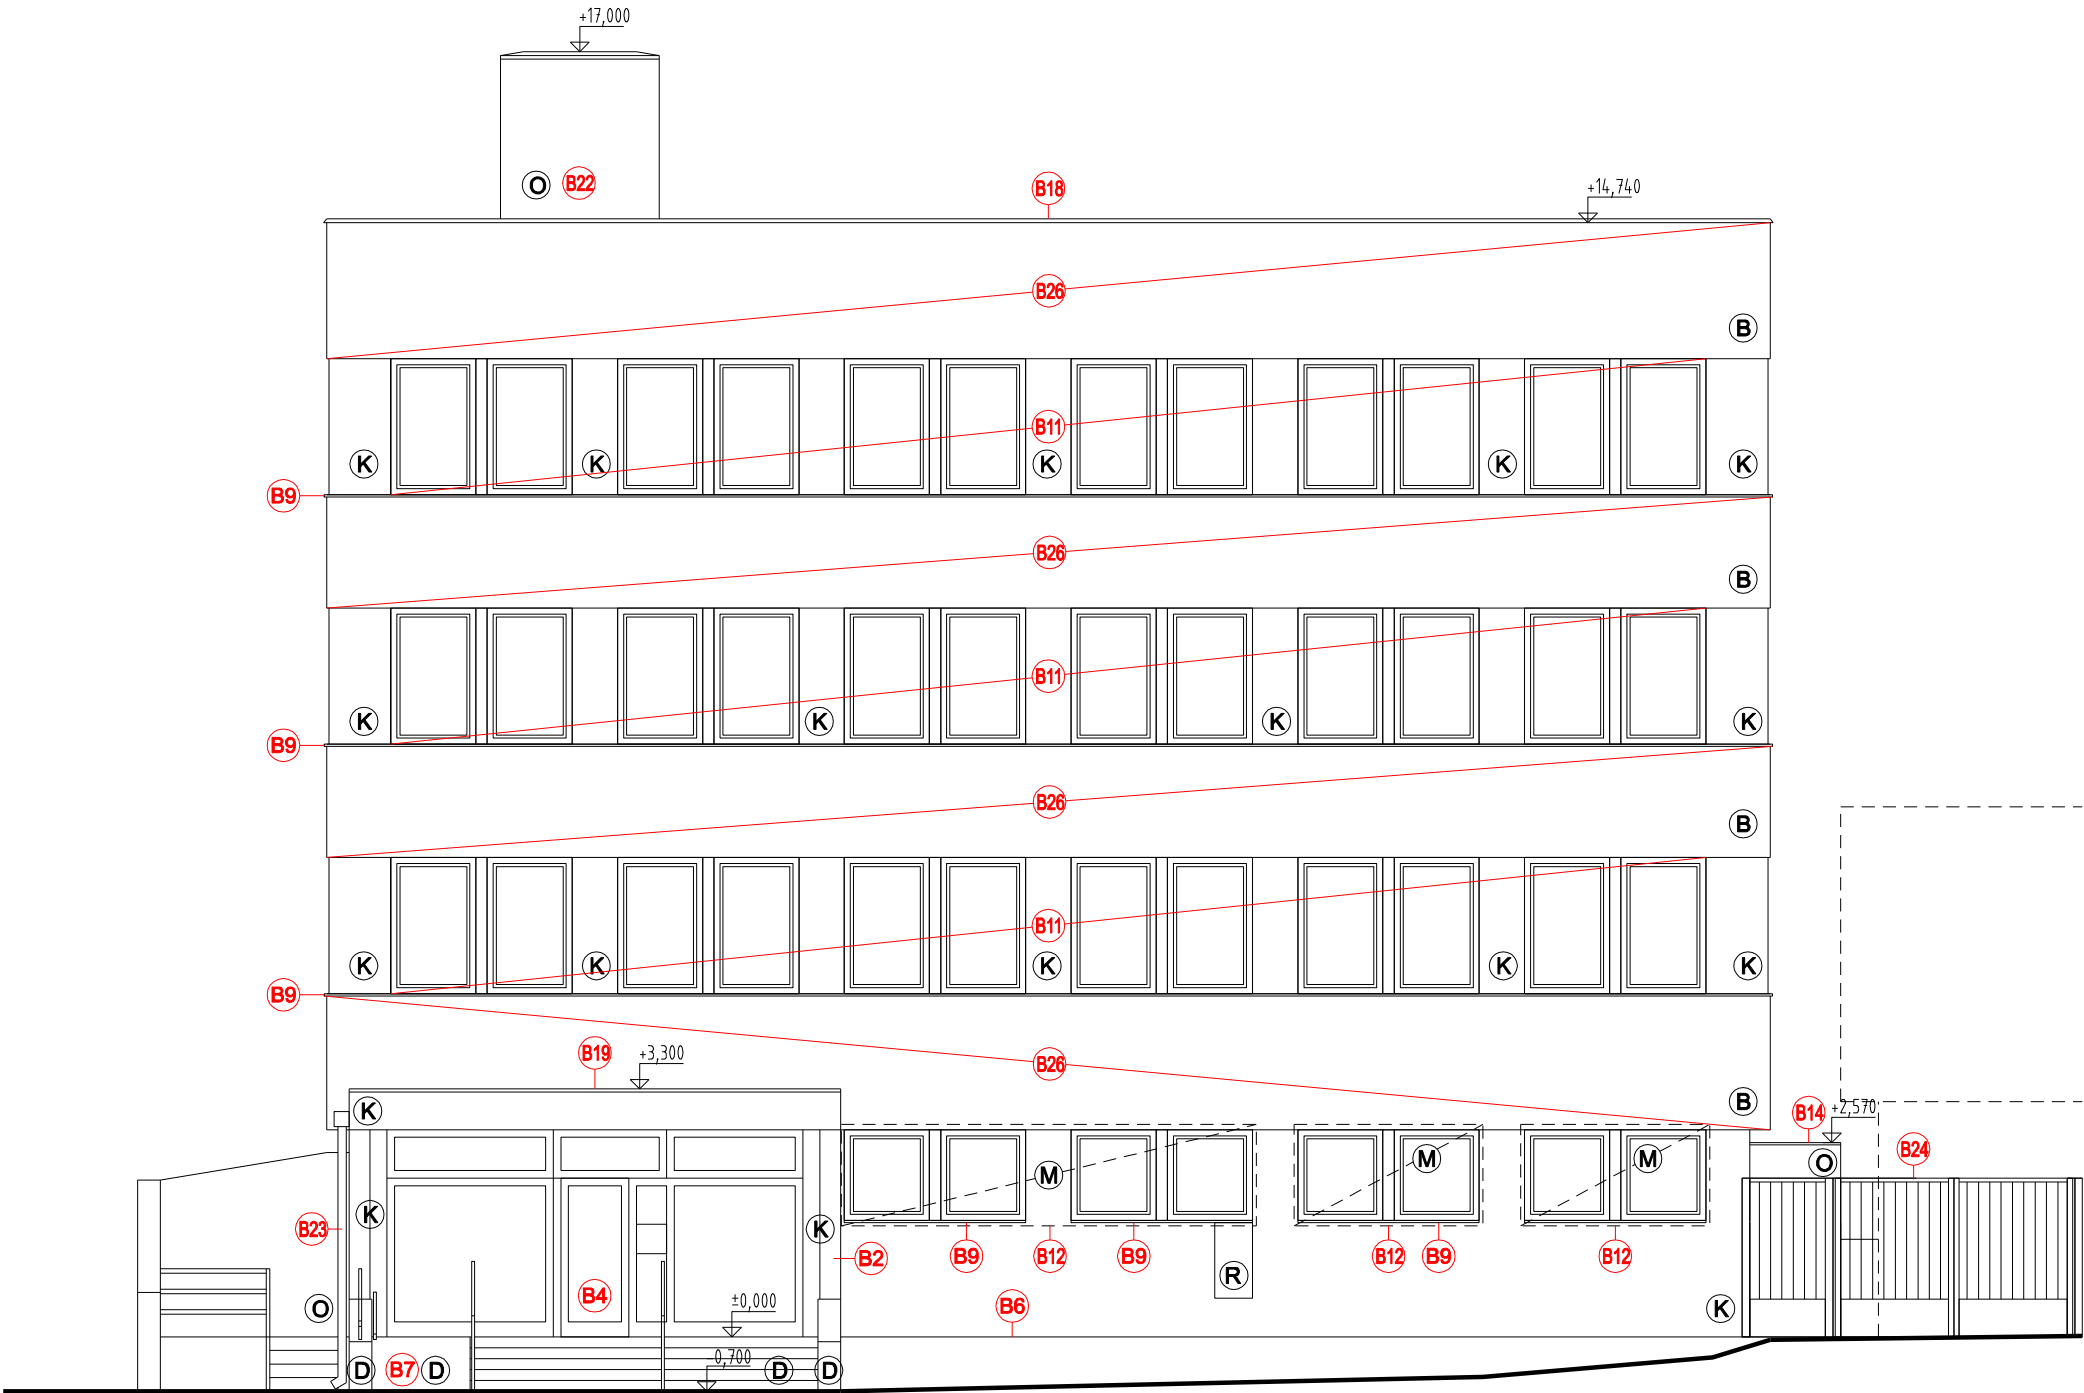 +17,000
O B22
B18
+14,740
B26
B
B11
K K K K K
B9
B26
B
B11
K K K K
B9
B26
B
B11
K K K K K
B9
B19 +3,300
B26
K B
B14 +2,570
B24
M M M O
K K
B23
B2 B9 B12 B9 B12 B9 B12
R
B4 ±0,000
O B6 K
-0,700
D B7 D D D